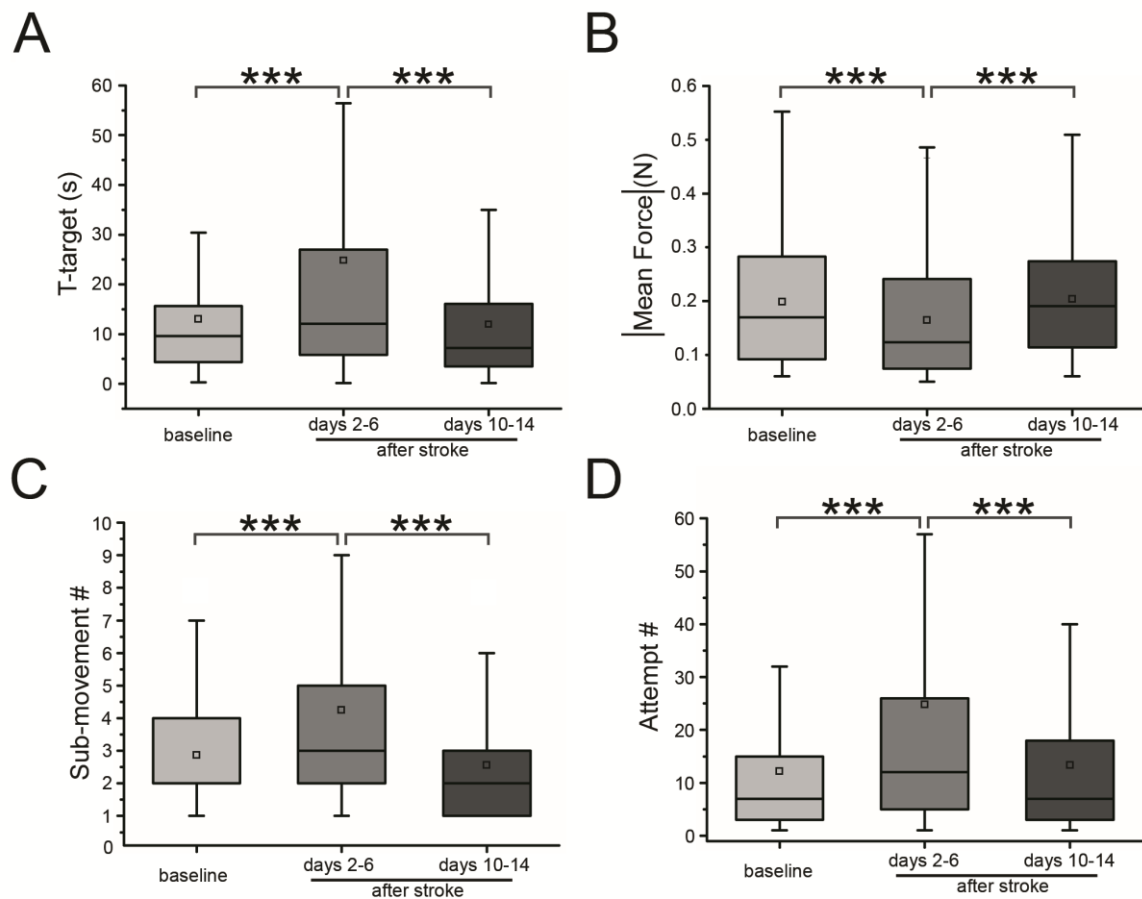 A
*** ***
60
50
40
30
20
10
0
T-target (s)
baseline
days 2-6
days 10-14
after stroke
B
*** ***
0.6
0.5
0.4
0.3
0.2
0.1
0.0
|Mean Force|(N)
baseline
days 2-6
days 10-14
after stroke
C
*** ***
10
9
8
7
6
5
4
3
2
1
0
Sub-movement #
baseline
days 2-6
days 10-14
after stroke
D
*** ***
60
50
40
30
20
10
0
Attempt #
baseline
days 2-6
days 10-14
after stroke